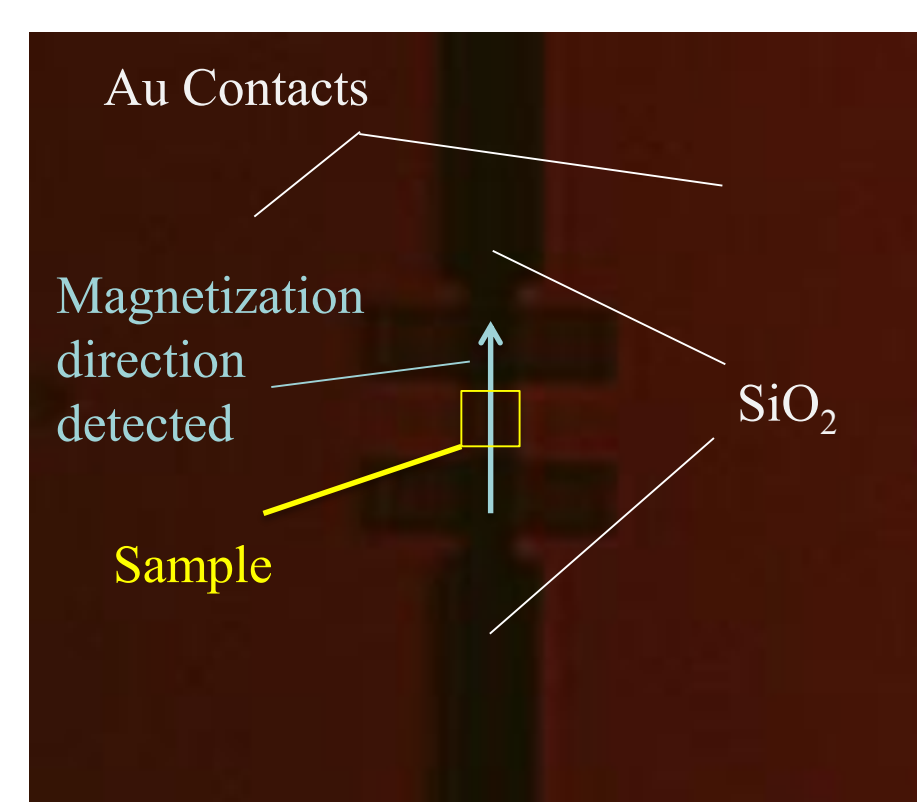 Au Contacts
Magnetization
direction
detected
SiO₂
Sample